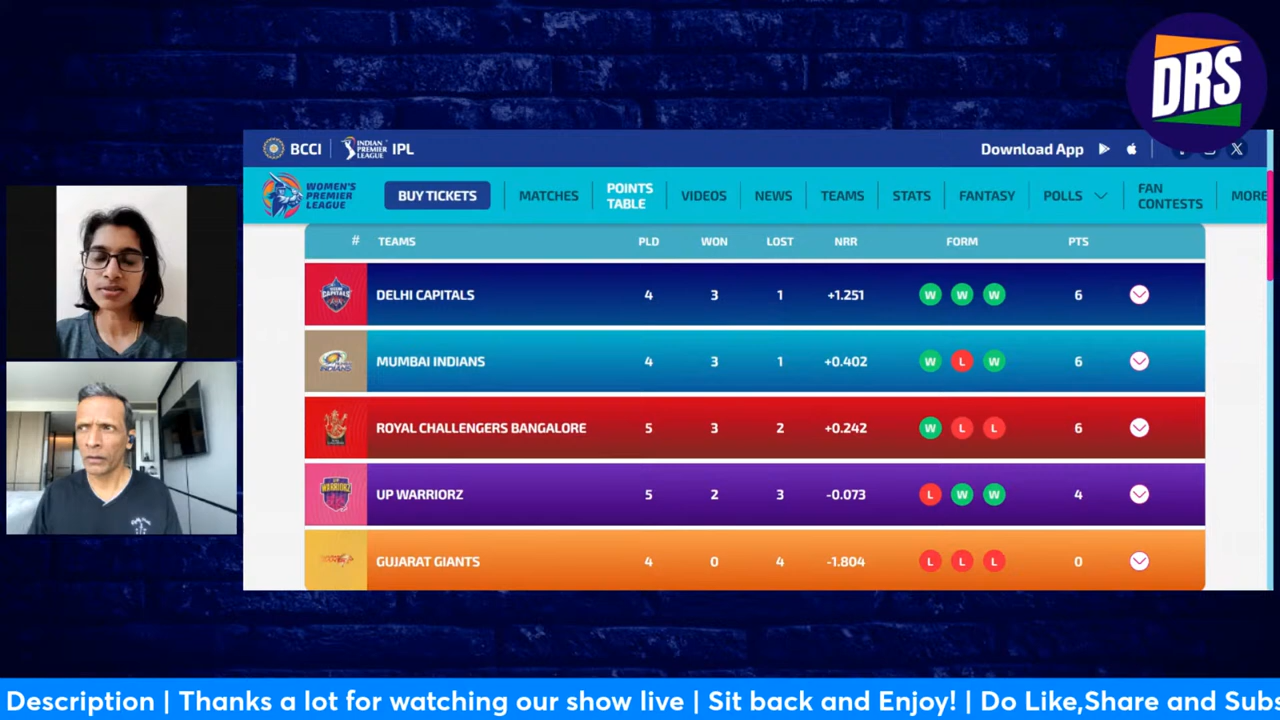 DRS
BCCI
INDIAN PREMIER LEAGUE
IPL
Download App
WOMEN'S PREMIER LEAGUE
BUY TICKETS
MATCHES
POINTS TABLE
VIDEOS
NEWS
TEAMS
STATS
FANTASY
POLLS
FAN CONTESTS
MORE
# TEAMS PLD WON LOST NRR FORM PTS
DELHI CAPITALS 4 3 1 +1.251 W W W 6
MUMBAI INDIANS 4 3 1 +0.402 W L W 6
ROYAL CHALLENGERS BANGALORE 5 3 2 +0.242 W L L 6
UP WARRIORZ 5 2 3 -0.073 L W W 4
GUJARAT GIANTS 4 0 4 -1.804 L L L 0
Description | Thanks a lot for watching our show live | Sit back and Enjoy! | Do Like,Share and Subs